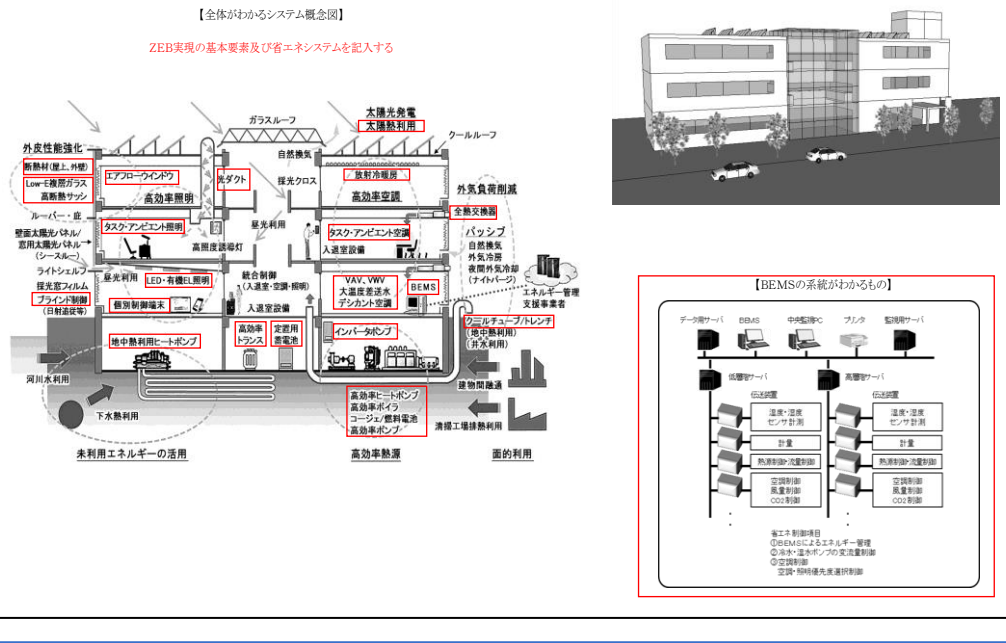 【全体がわかるシステム概念図】
ZEB実現の基本要素及び省エネシステムを記入する
ガラスルーフ
太陽光発電
太陽熱利用
クールルーフ
外皮性能強化
断熱材(屋上、外壁)
Low-E複層ガラス
高断熱サッシ
エアフローウインドウ
光ダクト
自然換気
採光クロス
放射冷暖房
高効率照明
高効率空調
外気負荷削減
全熱交換器
ルーバー・庇
壁面太陽光パネル/
窓用太陽光パネル
(シースルー)
タスク・アンビエント照明
高照度誘導灯
昼光利用
入退室設備
タスク・アンビエント空調
パッシブ
自然換気
外気冷房
夜間外気冷却
(ナイトパージ)
ライトシェルフ
採光窓フィルム
ブラインド制御
(日射追従等)
昼光利用
LED・有機EL照明
個別制御端末
統合制御
(入退室・空調・照明)
入退室設備
VAV、VWV
大温度差送水
デシカント空調
BEMS
エネルギー管理
支援事業者
地中熱利用ヒートポンプ
高効率
トランス
定置用
蓄電池
インバータポンプ
クールチューブ/トレンチ
(地中熱利用)
(井水利用)
河川水利用
下水熱利用
高効率ヒートポンプ
高効率ボイラ
コージェ/燃料電池
高効率ポンプ
建物間融通
清掃工場排熱利用
未利用エネルギーの活用
高効率熱源
面的利用
【BEMSの系統がわかるもの】
データ用サーバ
BEMS
中央監視PC
プリンタ
監視用サーバ
低層階サーバ
高層階サーバ
伝送装置
伝送装置
温度・湿度
センサ計測
温度・湿度
センサ計測
計量
計量
熱源制御・流量制御
熱源制御・流量制御
空調制御
風量制御
CO2制御
空調制御
風量制御
CO2制御
省エネ制御項目
①BEMSによるエネルギー管理
②冷水・温水ポンプの変流量制御
③空調制御
空調・照明優先度選択制御